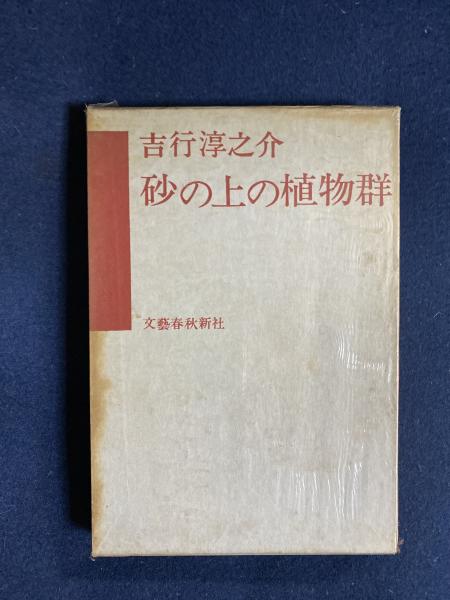 吉行淳之介
砂の上の植物群
文藝春秋新社